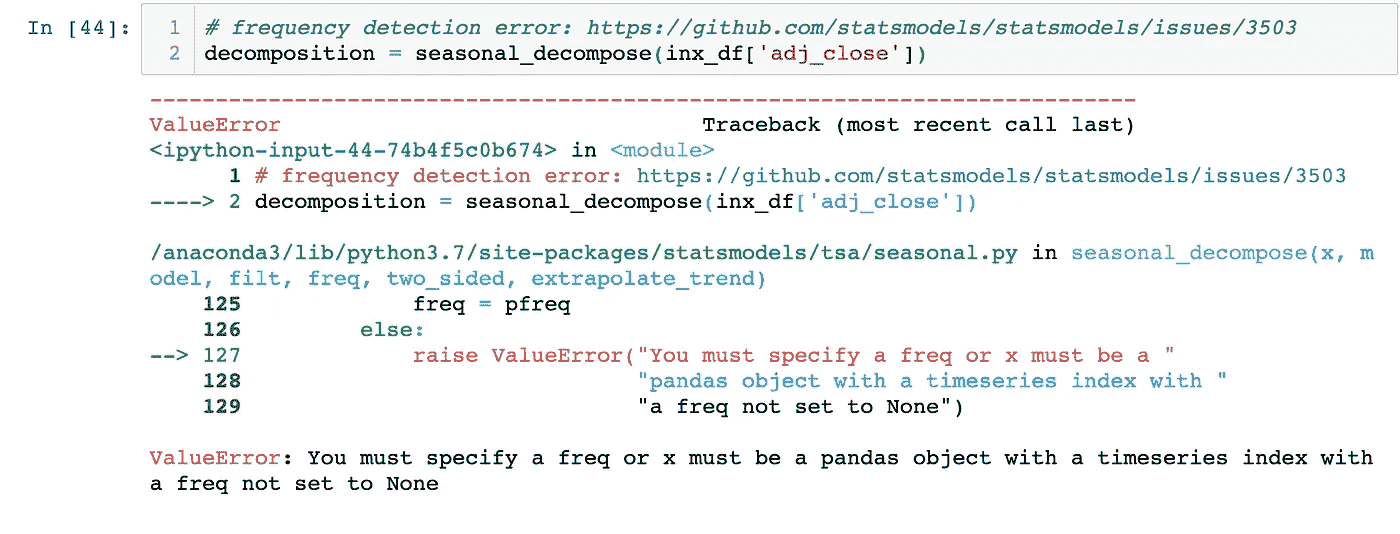 In [44]: 1 # frequency detection error: https://github.com/statsmodels/statsmodels/issues/3503
2 decomposition = seasonal_decompose(inx_df['adj_close'])
---------------------------------------------------------------------------
ValueError Traceback (most recent call last)
<ipython-input-44-74b4f5c0b674> in <module>
1 # frequency detection error: https://github.com/statsmodels/statsmodels/issues/3503
----> 2 decomposition = seasonal_decompose(inx_df['adj_close'])
/anaconda3/lib/python3.7/site-packages/statsmodels/tsa/seasonal.py in seasonal_decompose(x, m
odel, filt, freq, two_sided, extrapolate_trend)
125 freq = pfreq
126 else:
--> 127 raise ValueError("You must specify a freq or x must be a "
128 "pandas object with a timeseries index with "
129 "a freq not set to None")
ValueError: You must specify a freq or x must be a pandas object with a timeseries index with
a freq not set to None